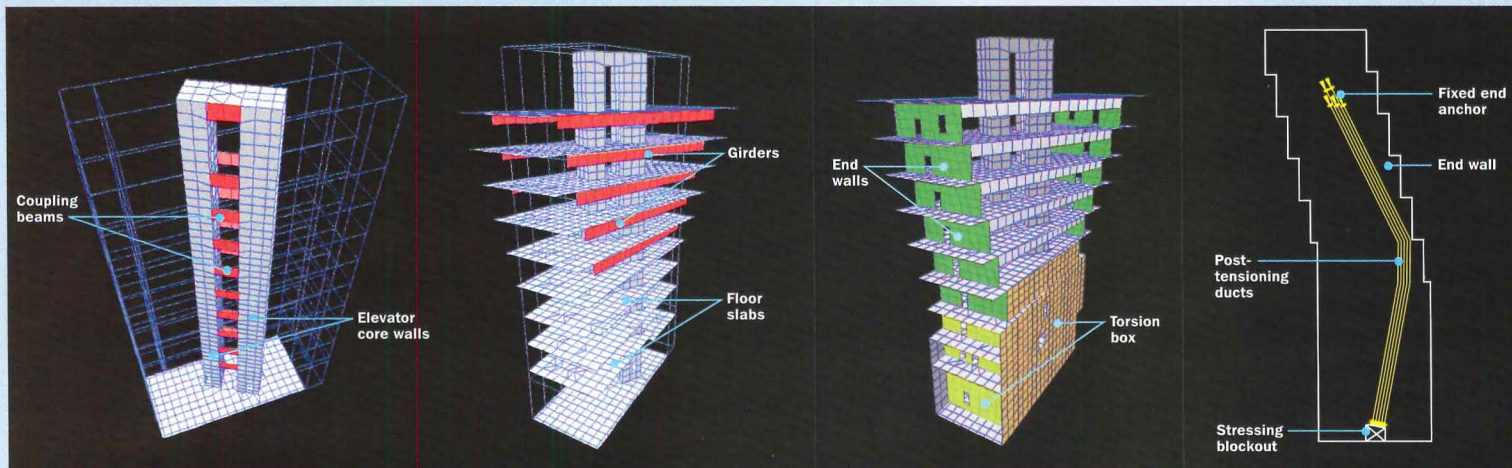 Coupling
beams
Elevator
core walls
Girders
Floor
slabs
End
walls
Torsion
box
Fixed end
anchor
End wall
Post-
tensioning
ducts
Stressing
blockout